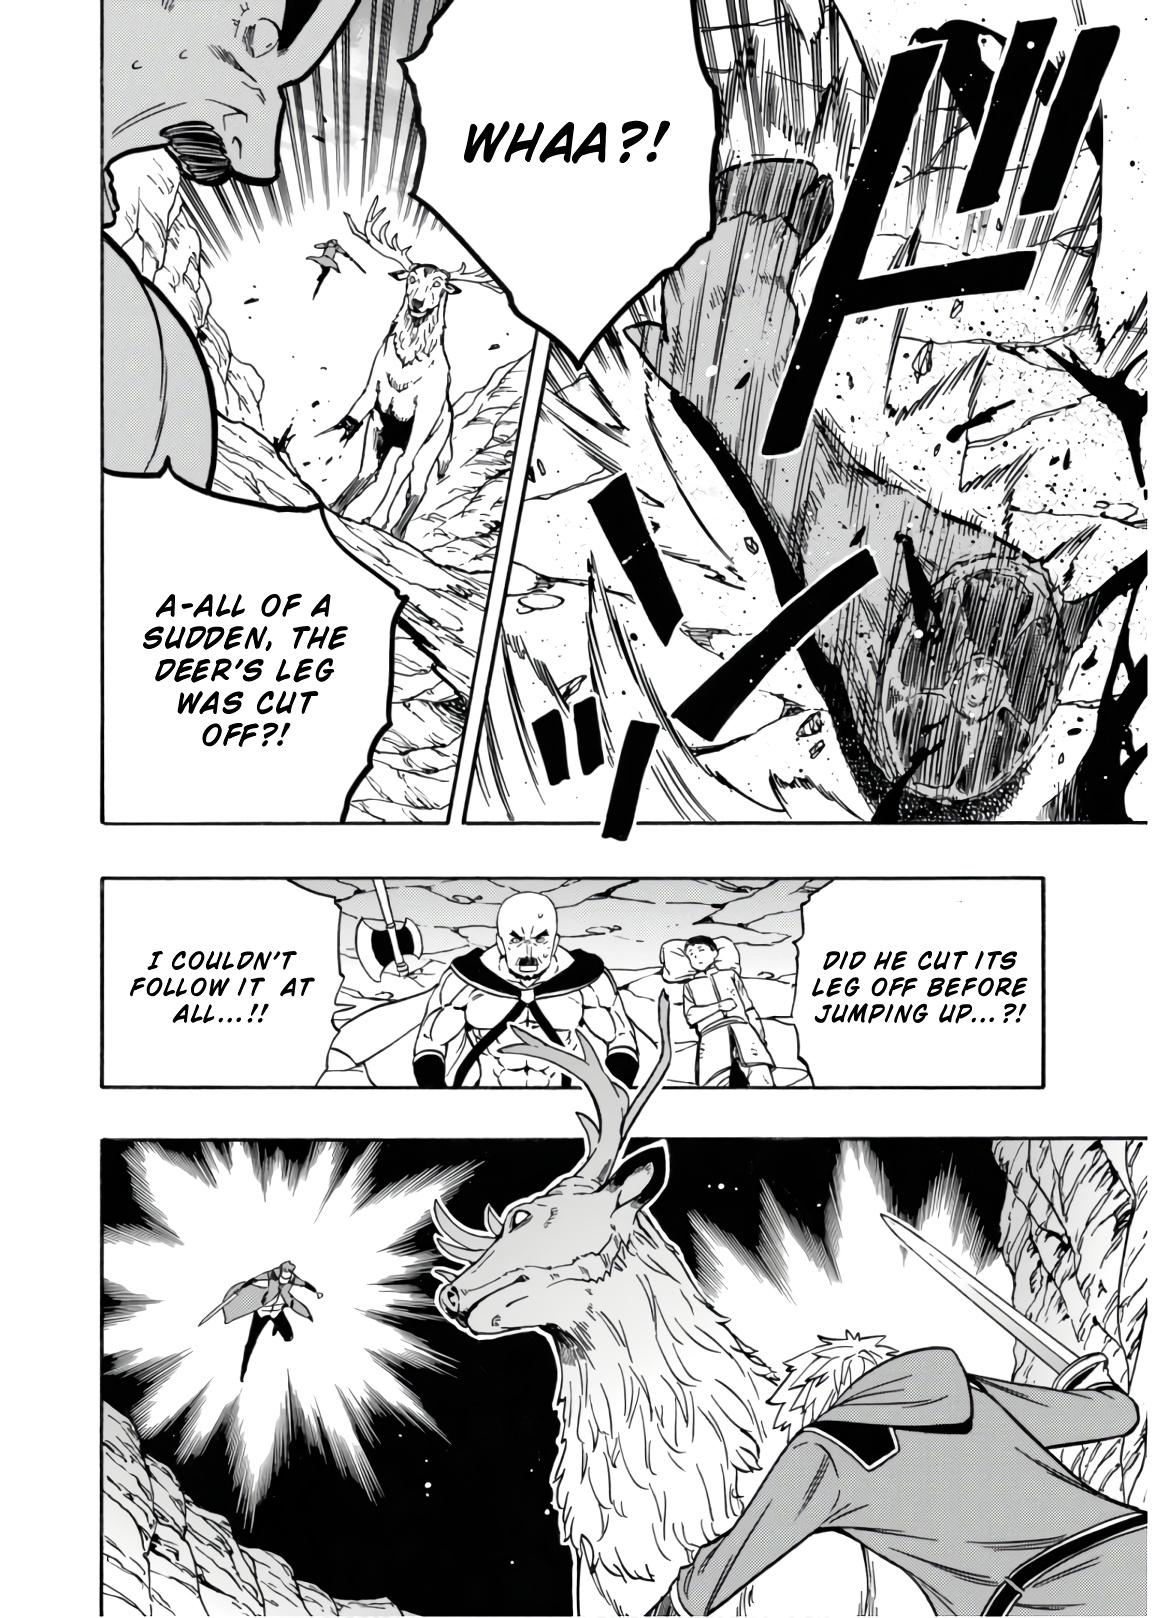 ドドッ
WHAA?!
A-ALL OF A
SUDDEN, THE
DEER'S LEG
WAS CUT
OFF?!
DID HE CUT ITS
LEG OFF BEFORE
JUMPING UP...?!
I COULDN'T
FOLLOW IT AT
ALL...!!